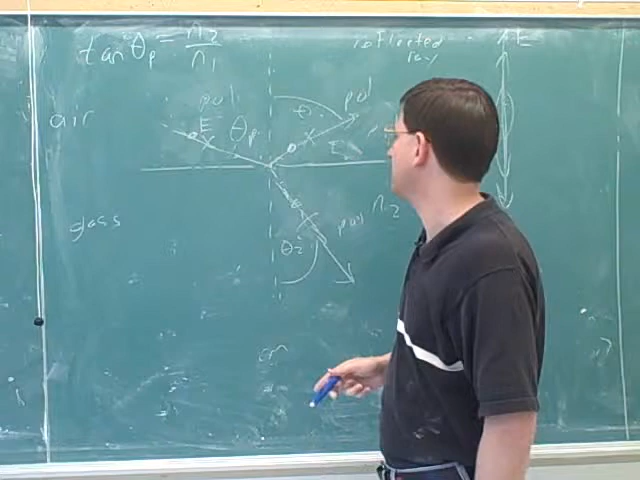 tan θp = n2/n1
reflected
ray
E
air
pol
E
θp
pol
θ
glass
n2
pol
θ2